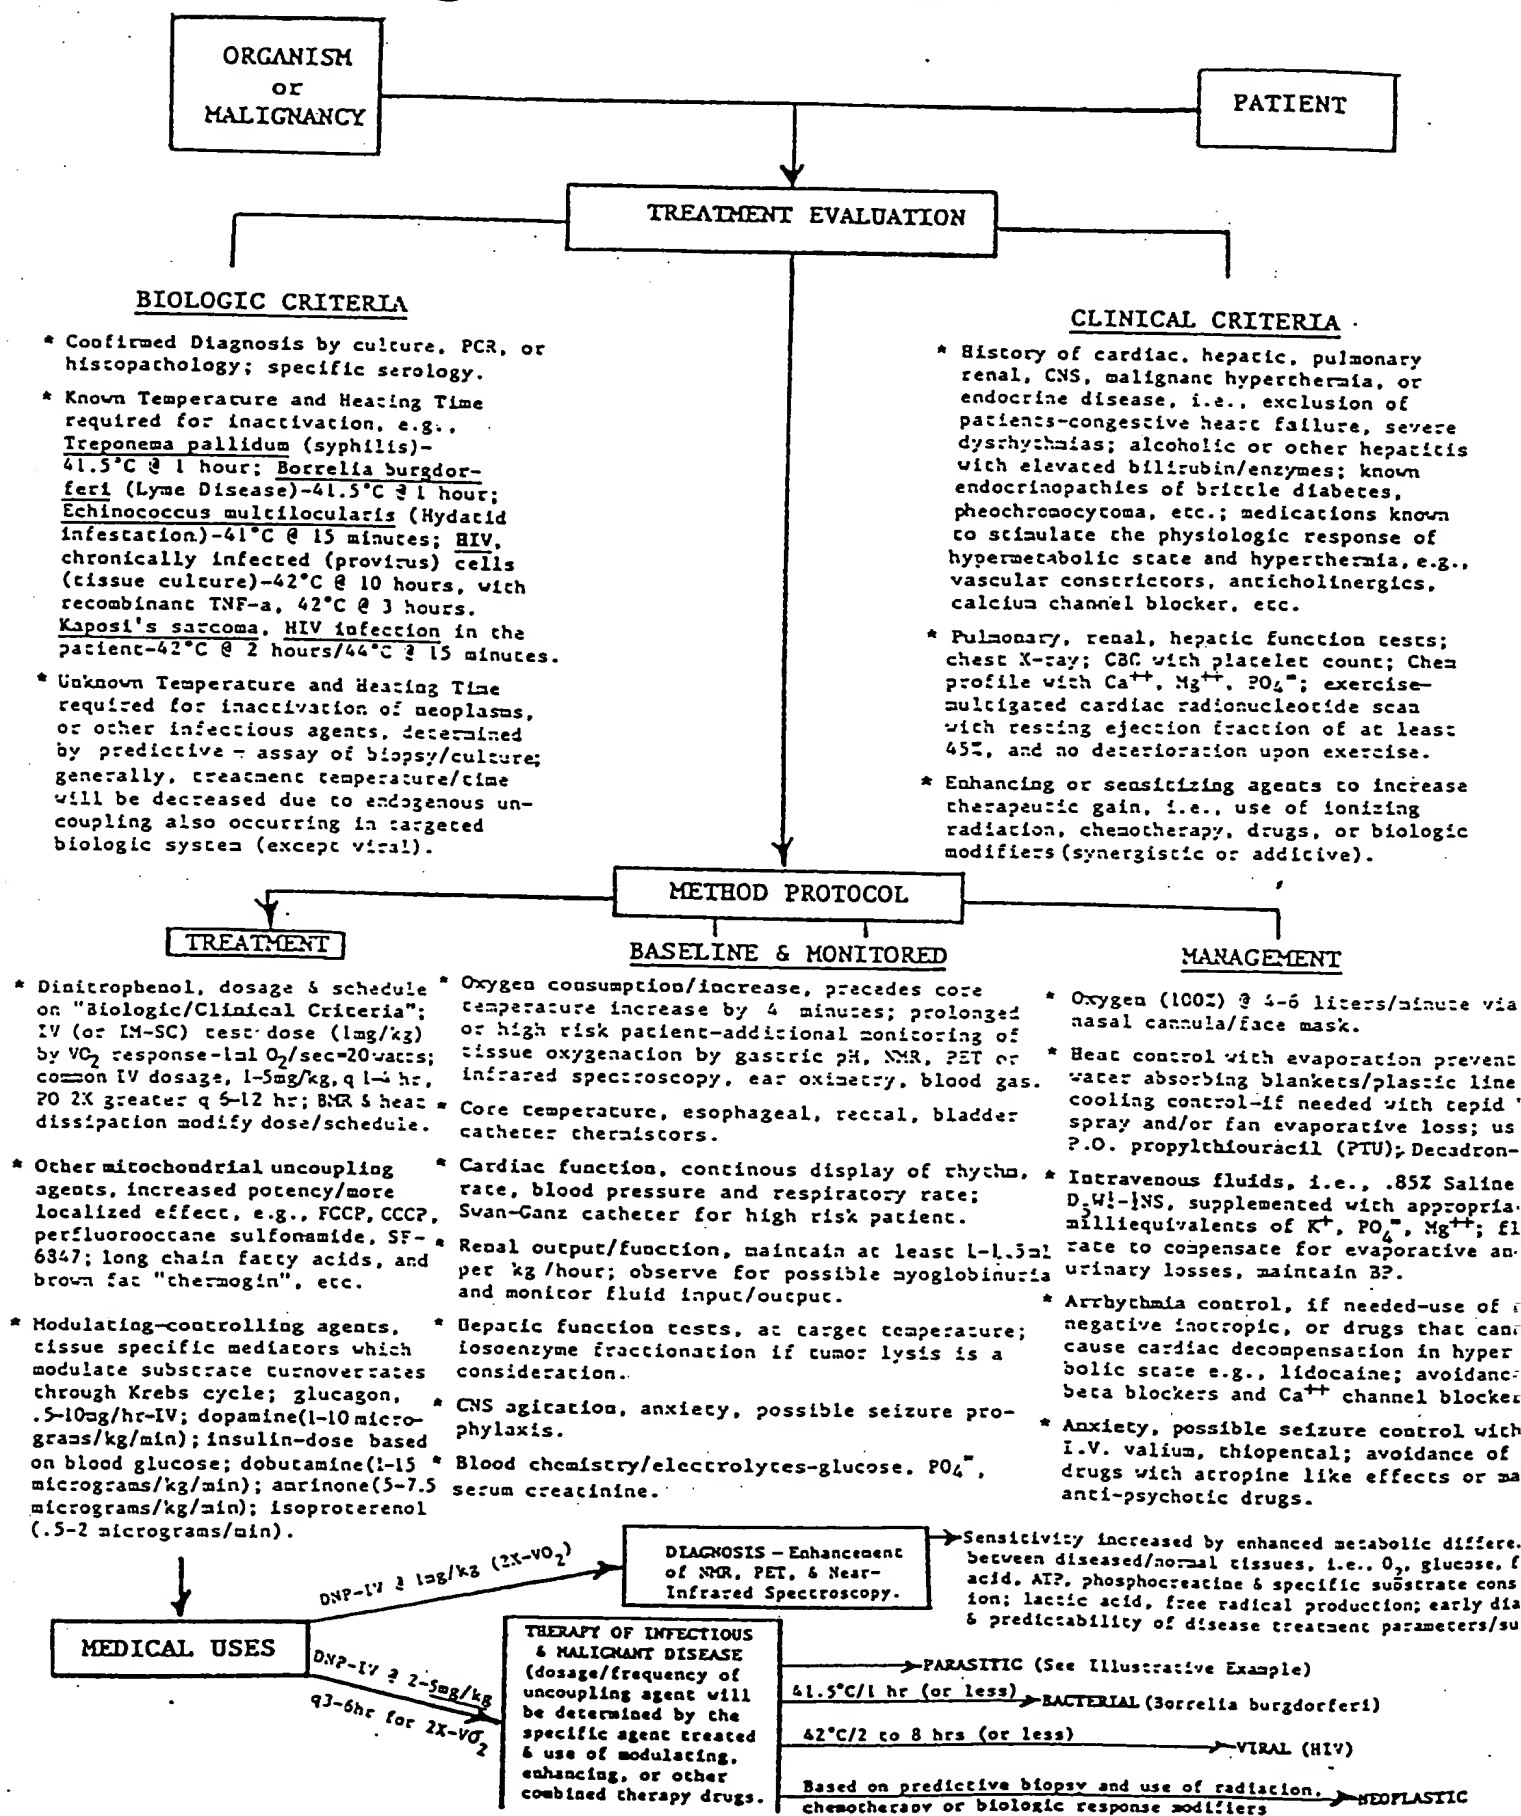 ORGANISM
or
MALIGNANCY
PATIENT
TREATMENT EVALUATION
BIOLOGIC CRITERIA
* Confirmed Diagnosis by culture, PCR, or
histopathology; specific serology.
* Known Temperature and Heating Time
required for inactivation, e.g.,
Treponema pallidum (syphilis)-
41.5°C @ 1 hour; Borrelia burgdor-
feri (Lyme Disease)-41.5°C @ 1 hour;
Echinococcus multilocularis (Hydatid
infestation)-41°C @ 15 minutes; HIV,
chronically infected (provirus) cells
(tissue culture)-42°C @ 10 hours, with
recombinant TNF-a, 42°C @ 3 hours.
Kaposi's sarcoma, HIV infection in the
patient-42°C @ 2 hours/44°C @ 15 minutes.
* Unknown Temperature and Heating Time
required for inactivation of neoplasms,
or other infectious agents, determined
by predictive - assay of biopsy/culture;
generally, treatment temperature/time
will be decreased due to endogenous un-
coupling also occurring in targeted
biologic system (except viral).
CLINICAL CRITERIA
* History of cardiac, hepatic, pulmonary
renal, CNS, malignant hyperthermia, or
endocrine disease, i.e., exclusion of
patients-congestive heart failure, severe
dysrhythmias; alcoholic or other hepatitis
with elevated bilirubin/enzymes; known
endocrinopathies of brittle diabetes,
pheochromocytoma, etc.; medications known
to stimulate the physiologic response of
hypermetabolic state and hyperthermia, e.g.,
vascular constrictors, anticholinergics,
calcium channel blocker, etc.
* Pulmonary, renal, hepatic function tests;
chest X-ray; CBC with platelet count; Chem
profile with Ca++, Mg++, PO4=; exercise-
multigated cardiac radionucleotide scan
with resting ejection fraction of at least
45%, and no deterioration upon exercise.
* Enhancing or sensitizing agents to increase
therapeutic gain, i.e., use of ionizing
radiation, chemotherapy, drugs, or biologic
modifiers (synergistic or additive).
METHOD PROTOCOL
TREATMENT
* Dinitrophenol, dosage & schedule
on "Biologic/Clinical Criteria";
IV (or IM-SC) test dose (1mg/kg)
by VO2 response-1ml O2/sec=20watts;
common IV dosage, 1-5mg/kg, q 1-4 hr,
PO 2X greater q 6-12 hr; BMR & heat
dissipation modify dose/schedule.
* Other mitochondrial uncoupling
agents, increased potency/more
localized effect, e.g., FCCP, CCCP,
perfluorooctane sulfonamide, SF-
6847; long chain fatty acids, and
brown fat "thermogin", etc.
* Modulating-controlling agents,
tissue specific mediators which
modulate substrate turnover rates
through Krebs cycle; glucagon,
.5-10mg/hr-IV; dopamine(1-10 micro-
grams/kg/min); insulin-dose based
on blood glucose; dobutamine(1-15
micrograms/kg/min); amrinone(5-7.5
micrograms/kg/min); isoproterenol
(.5-2 micrograms/min).
BASELINE & MONITORED
* Oxygen consumption/increase, precedes core
temperature increase by 4 minutes; prolonged
or high risk patient-additional monitoring of
tissue oxygenation by gastric pH, NMR, PET or
infrared spectroscopy, ear oximetry, blood gas.
* Core temperature, esophageal, rectal, bladder
catheter thermistors.
* Cardiac function, continous display of rhythm,
rate, blood pressure and respiratory rate;
Swan-Ganz catheter for high risk patient.
* Renal output/function, maintain at least 1-1.5ml
per kg /hour; observe for possible myoglobinuria
and monitor fluid input/output.
* Hepatic function tests, at target temperature;
iosoenzyme fractionation if tumor lysis is a
consideration.
* CNS agitation, anxiety, possible seizure pro-
phylaxis.
* Blood chemistry/electrolytes-glucose, PO4=,
serum creatinine.
MANAGEMENT
* Oxygen (100%) @ 4-6 liters/minute via
nasal cannula/face mask.
* Heat control with evaporation prevent
water absorbing blankets/plastic line
cooling control-if needed with tepid
spray and/or fan evaporative loss; us
P.O. propylthiouracil (PTU); Decadron-
* Intravenous fluids, i.e., .85% Saline
supplemented with appropria
milliequivalents of K+, PO4=, Mg++; fl
rate to compensate for evaporative an
urinary losses, maintain BP.
* Arrhythmia control, if needed-use of
negative inotropic, or drugs that can
cause cardiac decompensation in hyper
bolic state e.g., lidocaine; avoidanc
beta blockers and Ca++ channel blocker
* Anxiety, possible seizure control with
I.V. valium, thiopental; avoidance of
drugs with atropine like effects or ma
anti-psychotic drugs.
MEDICAL USES
DNP-IV @ 1mg/kg (2X-VO2)
DIAGNOSIS - Enhancement
of NMR, PET, & Near-
Infrared Spectroscopy.
Sensitivity increased by enhanced metabolic differe
between diseased/normal tissues, i.e., O2, glucose, f
acid, ATP, phosphocreatine & specific substrate cons
ion; lactic acid, free radical production; early dia
& predictability of disease treatment parameters/su
DNP-IV @ 2-5mg/kg
q3-6hr for 2X-VO2
THERAPY OF INFECTIOUS
& MALIGNANT DISEASE
(dosage/frequency of
uncoupling agent will
be determined by the
specific agent treated
& use of modulating,
enhancing, or other
combined therapy drugs.
PARASITIC (See Illustrative Example)
41.5°C/1 hr (or less) BACTERIAL (Borrelia burgdorferi)
42°C/2 to 8 hrs (or less) VIRAL (HIV)
Based on predictive biopsy and use of radiation, NEOPLASTIC
chemotherapy or biologic response modifiers